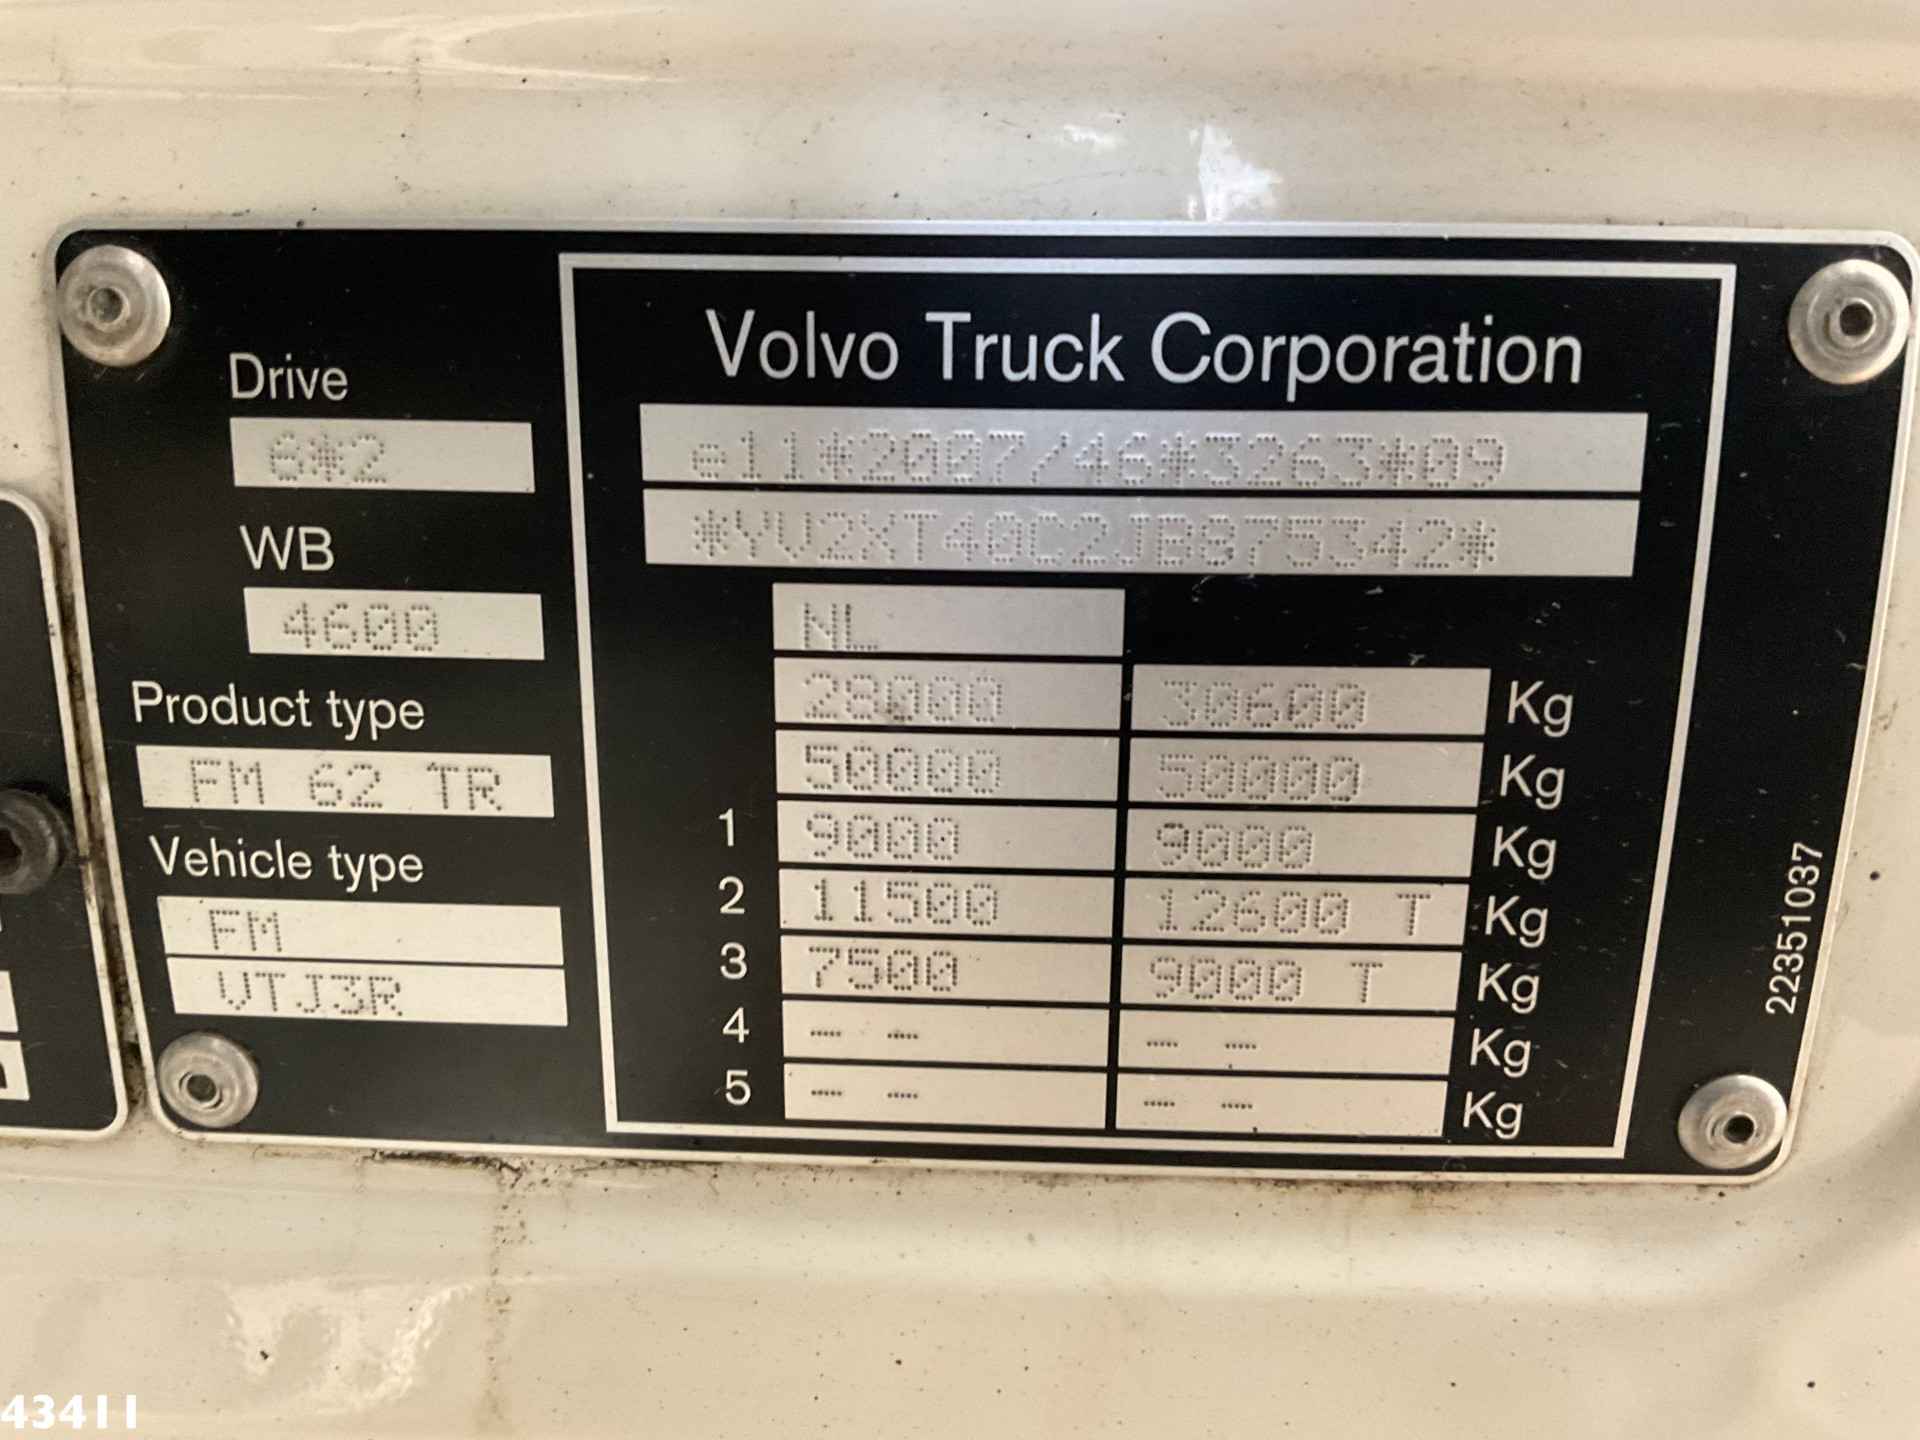 Volvo Truck Corporation
Drive
6*2
e11*2007/46*3263*09
WB
*YV2XT40C2JB875342*
4600
NL
Product type
28000 30600 Kg
FM 62 TR
50000 50000 Kg
Vehicle type
1 9000 9000 Kg
FM
2 11500 12600 T Kg
VTJ3R
3 7500 9000 T Kg
4 -- -- -- -- Kg
5 -- -- -- -- Kg
22351037
43411